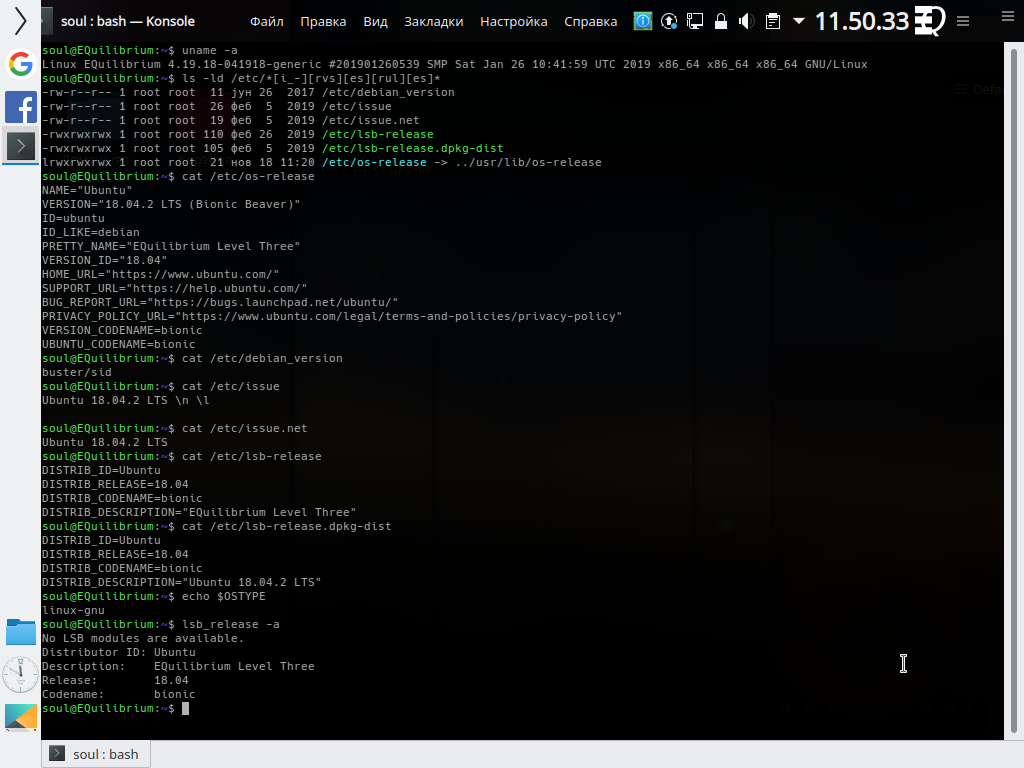 soul : bash — Konsole
Файл Правка Вид Закладки Настройка Справка
11.50.33
soul@EQuilibrium:~$ uname -a
Linux EQuilibrium 4.19.18-041918-generic #201901260539 SMP Sat Jan 26 10:41:59 UTC 2019 x86_64 x86_64 x86_64 GNU/Linux
soul@EQuilibrium:~$ ls -ld /etc/*[i_-][rvs][es][rul][es]*
-rw-r--r-- 1 root root  11 јун 26  2017 /etc/debian_version
-rw-r--r-- 1 root root  26 феб  5  2019 /etc/issue
-rw-r--r-- 1 root root  19 феб  5  2019 /etc/issue.net
-rwxrwxrwx 1 root root 110 феб 26  2019 /etc/lsb-release
-rwxrwxrwx 1 root root 105 феб  5  2019 /etc/lsb-release.dpkg-dist
lrwxrwxrwx 1 root root  21 нов 18 11:20 /etc/os-release -> ../usr/lib/os-release
soul@EQuilibrium:~$ cat /etc/os-release
NAME="Ubuntu"
VERSION="18.04.2 LTS (Bionic Beaver)"
ID=ubuntu
ID_LIKE=debian
PRETTY_NAME="EQuilibrium Level Three"
VERSION_ID="18.04"
HOME_URL="https://www.ubuntu.com/"
SUPPORT_URL="https://help.ubuntu.com/"
BUG_REPORT_URL="https://bugs.launchpad.net/ubuntu/"
PRIVACY_POLICY_URL="https://www.ubuntu.com/legal/terms-and-policies/privacy-policy"
VERSION_CODENAME=bionic
UBUNTU_CODENAME=bionic
soul@EQuilibrium:~$ cat /etc/debian_version
buster/sid
soul@EQuilibrium:~$ cat /etc/issue
Ubuntu 18.04.2 LTS \n \l
soul@EQuilibrium:~$ cat /etc/issue.net
Ubuntu 18.04.2 LTS
soul@EQuilibrium:~$ cat /etc/lsb-release
DISTRIB_ID=Ubuntu
DISTRIB_RELEASE=18.04
DISTRIB_CODENAME=bionic
DISTRIB_DESCRIPTION="EQuilibrium Level Three"
soul@EQuilibrium:~$ cat /etc/lsb-release.dpkg-dist
DISTRIB_ID=Ubuntu
DISTRIB_RELEASE=18.04
DISTRIB_CODENAME=bionic
DISTRIB_DESCRIPTION="Ubuntu 18.04.2 LTS"
soul@EQuilibrium:~$ echo $OSTYPE
linux-gnu
soul@EQuilibrium:~$ lsb_release -a
No LSB modules are available.
Distributor ID: Ubuntu
Description:    EQuilibrium Level Three
Release:        18.04
Codename:       bionic
soul@EQuilibrium:~$
soul : bash